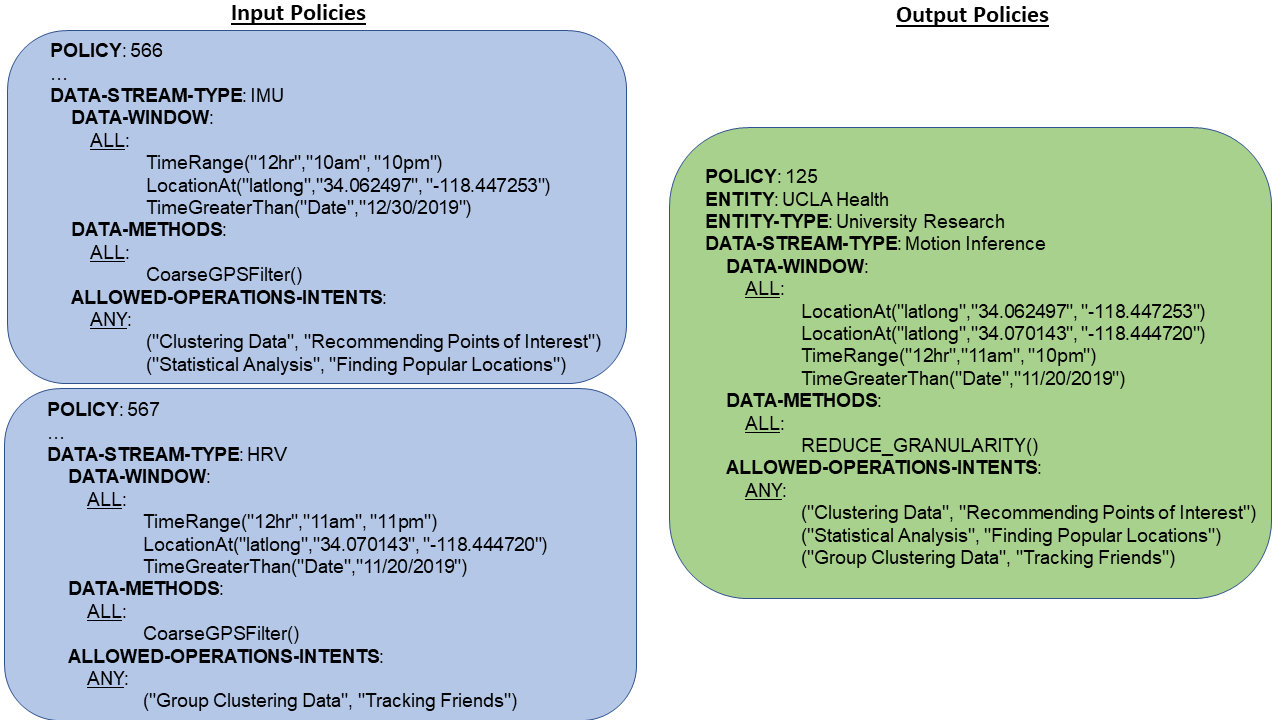 Input Policies
POLICY: 566
...
DATA-STREAM-TYPE: IMU
DATA-WINDOW:
ALL:
TimeRange("12hr","10am", "10pm")
LocationAt("latlong","34.062497", "-118.447253")
TimeGreaterThan("Date","12/30/2019")
DATA-METHODS:
ALL:
CoarseGPSFilter()
ALLOWED-OPERATIONS-INTENTS:
ANY:
("Clustering Data", "Recommending Points of Interest")
("Statistical Analysis", "Finding Popular Locations")
POLICY: 567
...
DATA-STREAM-TYPE: HRV
DATA-WINDOW:
ALL:
TimeRange("12hr","11am", "11pm")
LocationAt("latlong","34.070143", "-118.444720")
TimeGreaterThan("Date","11/20/2019")
DATA-METHODS:
ALL:
CoarseGPSFilter()
ALLOWED-OPERATIONS-INTENTS:
ANY:
("Group Clustering Data", "Tracking Friends")
Output Policies
POLICY: 125
ENTITY: UCLA Health
ENTITY-TYPE: University Research
DATA-STREAM-TYPE: Motion Inference
DATA-WINDOW:
ALL:
LocationAt("latlong","34.062497", "-118.447253")
LocationAt("latlong","34.070143", "-118.444720")
TimeRange("12hr","11am", "10pm")
TimeGreaterThan("Date","11/20/2019")
DATA-METHODS:
ALL:
REDUCE_GRANULARITY()
ALLOWED-OPERATIONS-INTENTS:
ANY:
("Clustering Data", "Recommending Points of Interest")
("Statistical Analysis", "Finding Popular Locations")
("Group Clustering Data", "Tracking Friends")